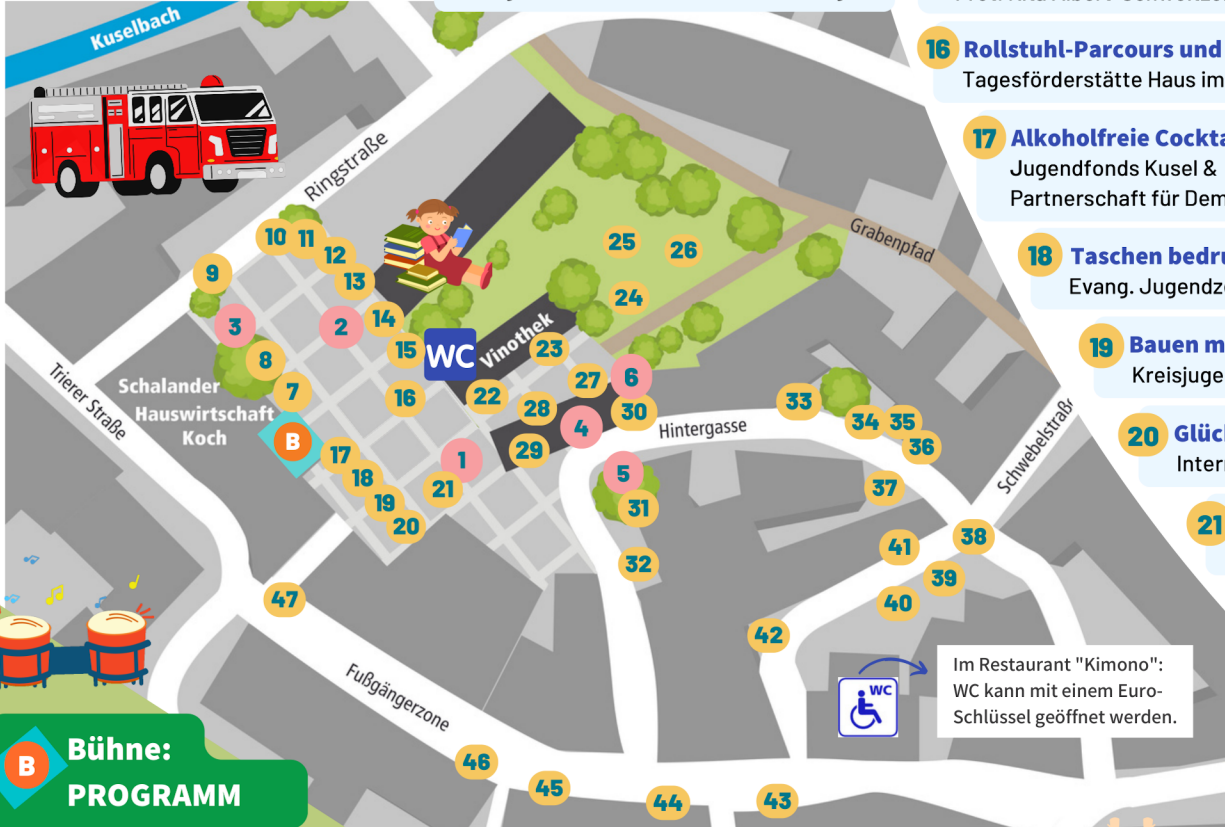 Kuselbach
16 Rollstuhl-Parcours und
Tagesförderstätte Haus im
17 Alkoholfreie Cockta
Jugendfonds Kusel &
Partnerschaft für Dem
Ringstraße
Grabenpfad
18 Taschen bedru
Evang. Jugendze
10 11 12 13
25 26
9
24
3 2 14
15 WC Vinothek 23
19 Bauen m
Kreisjuge
8
7
Trierer Straße
Schalander
Hauswirtschaft
Koch
16 22 27 6
28 30
4
33
34 35
36
Hintergasse
Schwebelstraß
20 Glück
Intern
B
17 29
1
18 21
19
20
5
31
37
21
32
41 38
39
40
47
42
Fußgängerzone
WC
Im Restaurant "Kimono":
WC kann mit einem Euro-
Schlüssel geöffnet werden.
B Bühne:
PROGRAMM
46
45
44
43